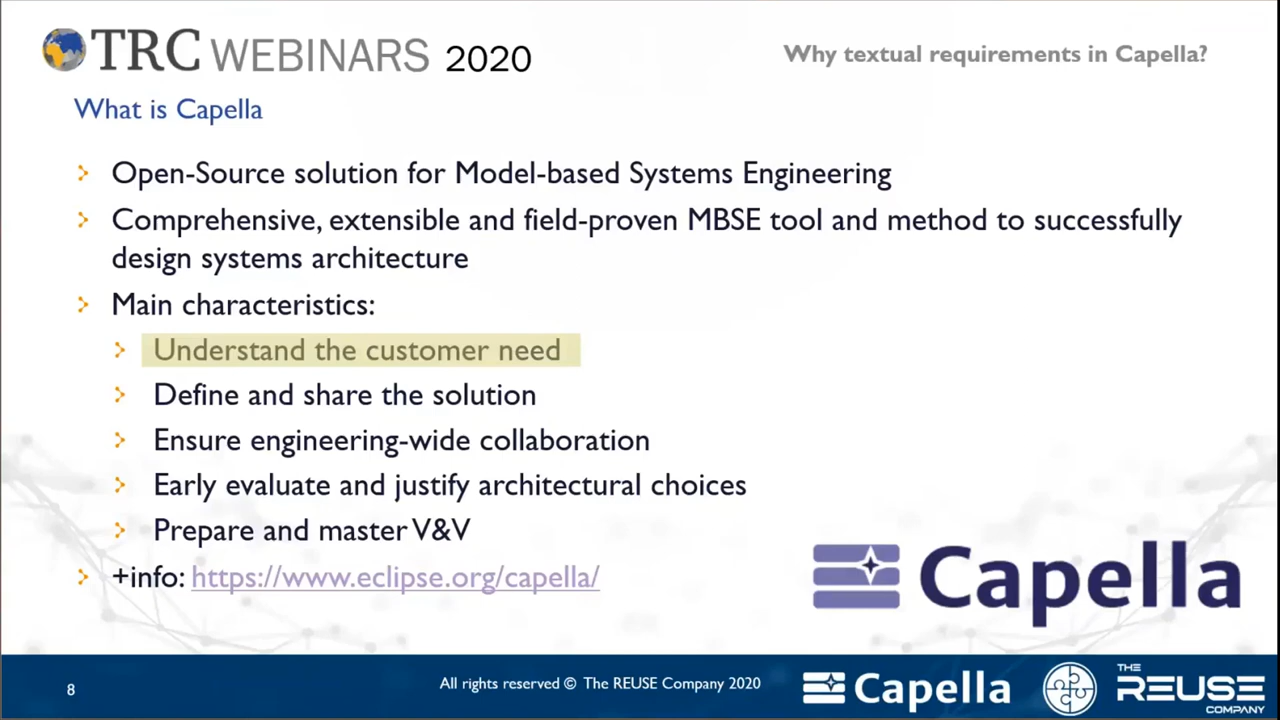 TRC WEBINARS 2020
Why textual requirements in Capella?
What is Capella
Open-Source solution for Model-based Systems Engineering
Comprehensive, extensible and field-proven MBSE tool and method to successfully
design systems architecture
Main characteristics:
Understand the customer need
Define and share the solution
Ensure engineering-wide collaboration
Early evaluate and justify architectural choices
Prepare and master V&V
+info: https://www.eclipse.org/capella/
Capella
8
All rights reserved © The REUSE Company 2020
Capella
THE
REUSE
COMPANY